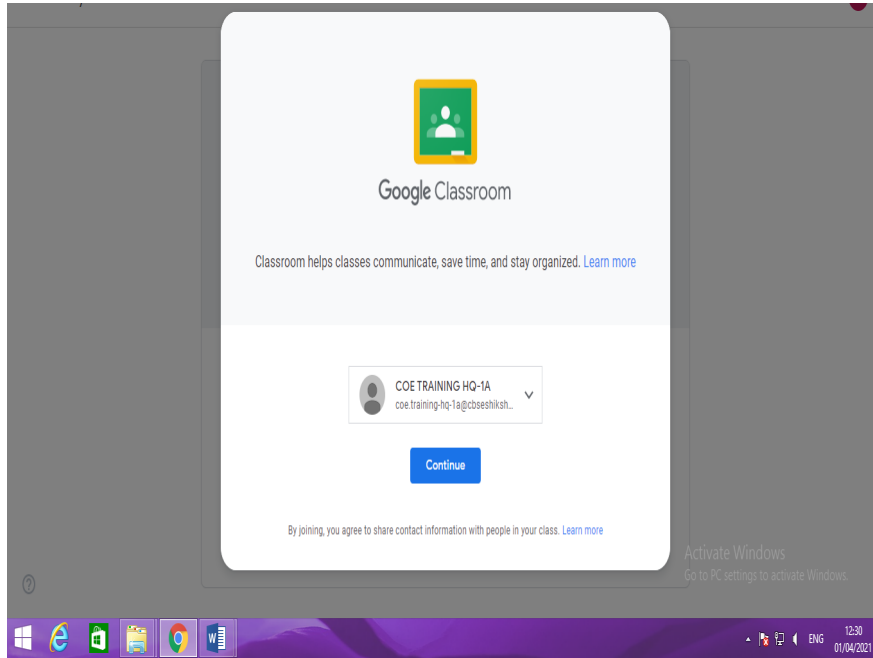 Google Classroom
Classroom helps classes communicate, save time, and stay organized. Learn more
COE TRAINING HQ-1A
coe.training-hq-1a@cbseshiksh...
Continue
By joining, you agree to share contact information with people in your class. Learn more
Activate Windows
Go to PC settings to activate Windows.
ENG
12:30
01/04/2021